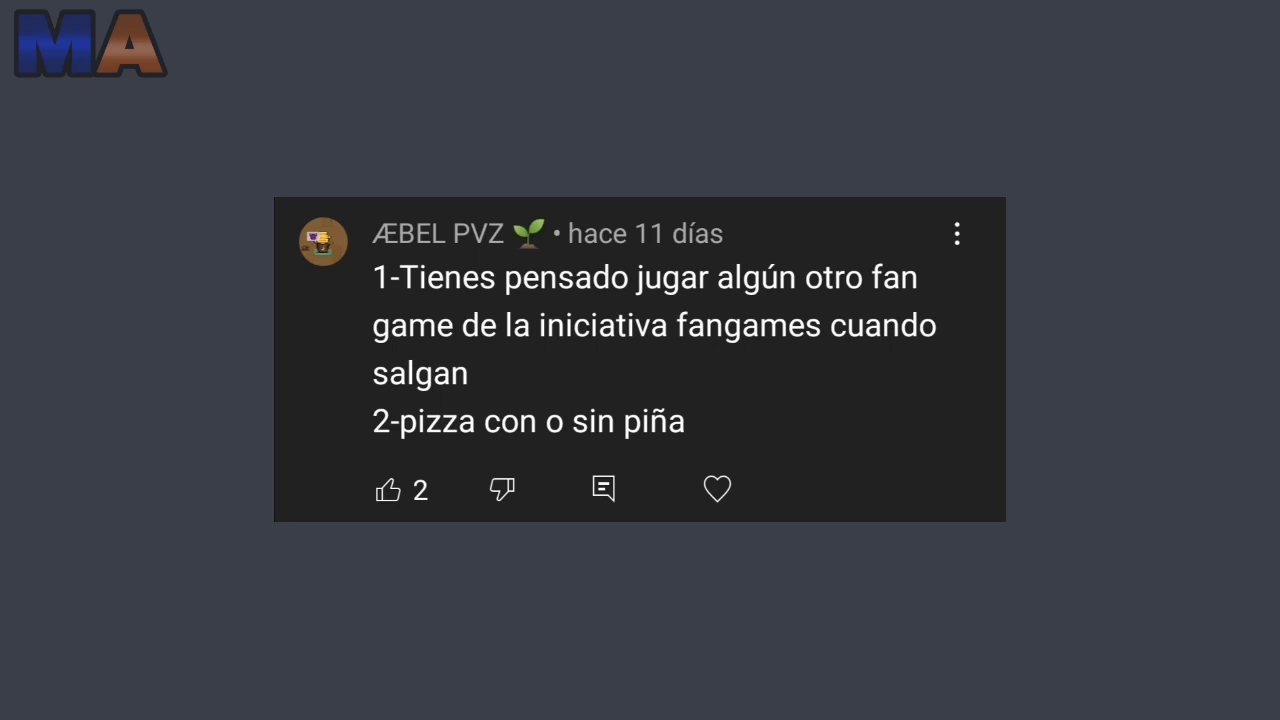 MA
ÆBEL PVZ 🌱 • hace 11 días
1-Tienes pensado jugar algún otro fan
game de la iniciativa fangames cuando
salgan
2-pizza con o sin piña
2